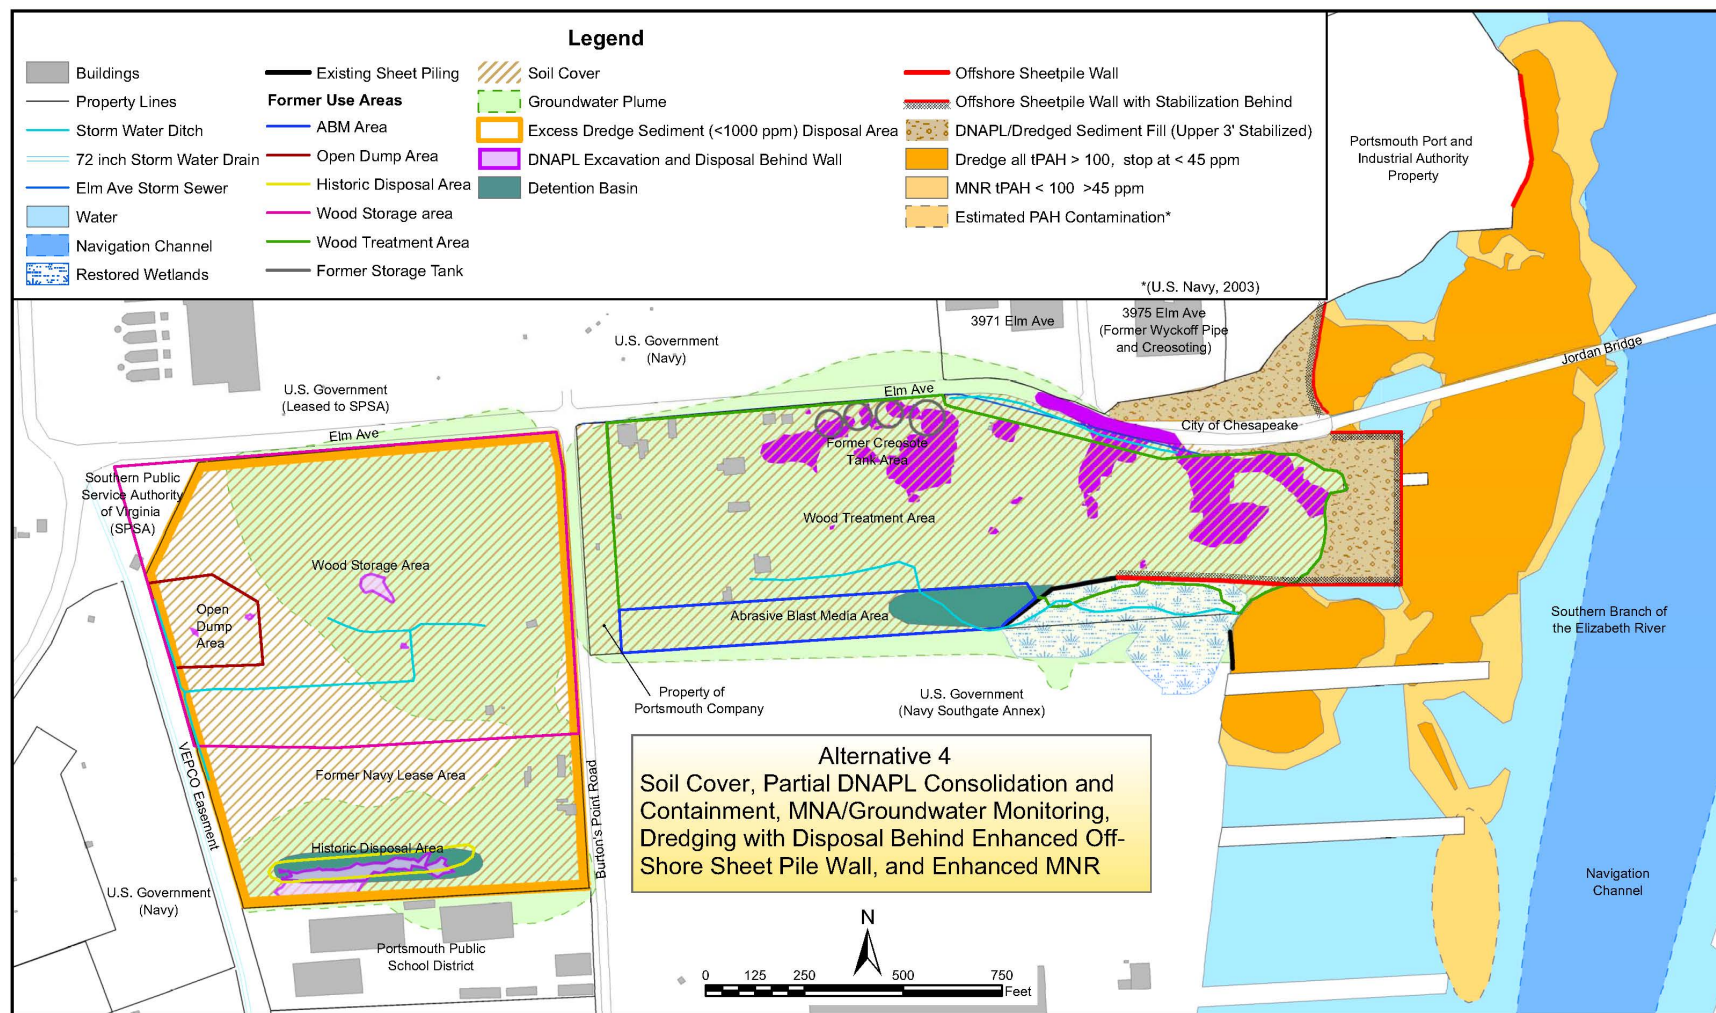 Legend
Buildings
Property Lines
Storm Water Ditch
72 inch Storm Water Drain
Elm Ave Storm Sewer
Water
Navigation Channel
Restored Wetlands
Existing Sheet Piling
Former Use Areas
ABM Area
Open Dump Area
Historic Disposal Area
Wood Storage area
Wood Treatment Area
Former Storage Tank
Soil Cover
Groundwater Plume
Excess Dredge Sediment (<1000 ppm) Disposal Area
DNAPL Excavation and Disposal Behind Wall
Detention Basin
Offshore Sheetpile Wall
Offshore Sheetpile Wall with Stabilization Behind
DNAPL/Dredged Sediment Fill (Upper 3' Stabilized)
Dredge all tPAH > 100, stop at < 45 ppm
MNR tPAH < 100 >45 ppm
Estimated PAH Contamination*
*(U.S. Navy, 2003)
Portsmouth Port and
Industrial Authority
Property
3971 Elm Ave
3975 Elm Ave
(Former Wyckoff Pipe
and Creosoting)
U.S. Government
(Navy)
Jordan Bridge
U.S. Government
(Leased to SPSA)
Elm Ave
Elm Ave
City of Chesapeake
Former Creosote
Tank Area
Southern Public
Service Authority
of Virginia
(SPSA)
Wood Treatment Area
Wood Storage Area
Open
Dump
Area
Abrasive Blast Media Area
Southern Branch of
the Elizabeth River
Property of
Portsmouth Company
U.S. Government
(Navy Southgate Annex)
VEPCO Easement
Former Navy Lease Area
Burton's Point Road
Historic Disposal Area
Alternative 4
Soil Cover, Partial DNAPL Consolidation and
Containment, MNA/Groundwater Monitoring,
Dredging with Disposal Behind Enhanced Off-
Shore Sheet Pile Wall, and Enhanced MNR
U.S. Government
(Navy)
Navigation
Channel
Portsmouth Public
School District
N
0 125 250 500 750
Feet